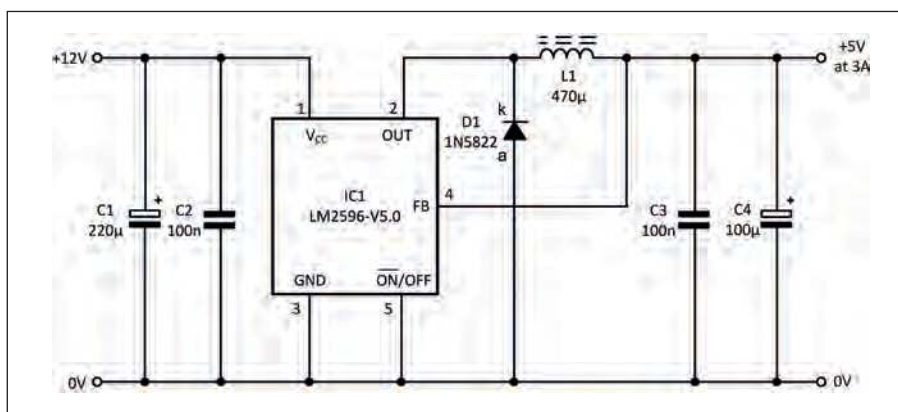 +12V
+5V
at 3A
L1
470µ
1
2
V_CC
OUT
k
D1
1N5822
a
IC1
LM2596-V5.0
4
FB
C1
220µ
+
C2
100n
C3
100n
C4
100µ
+
GND
ON/OFF
3
5
0V
0V